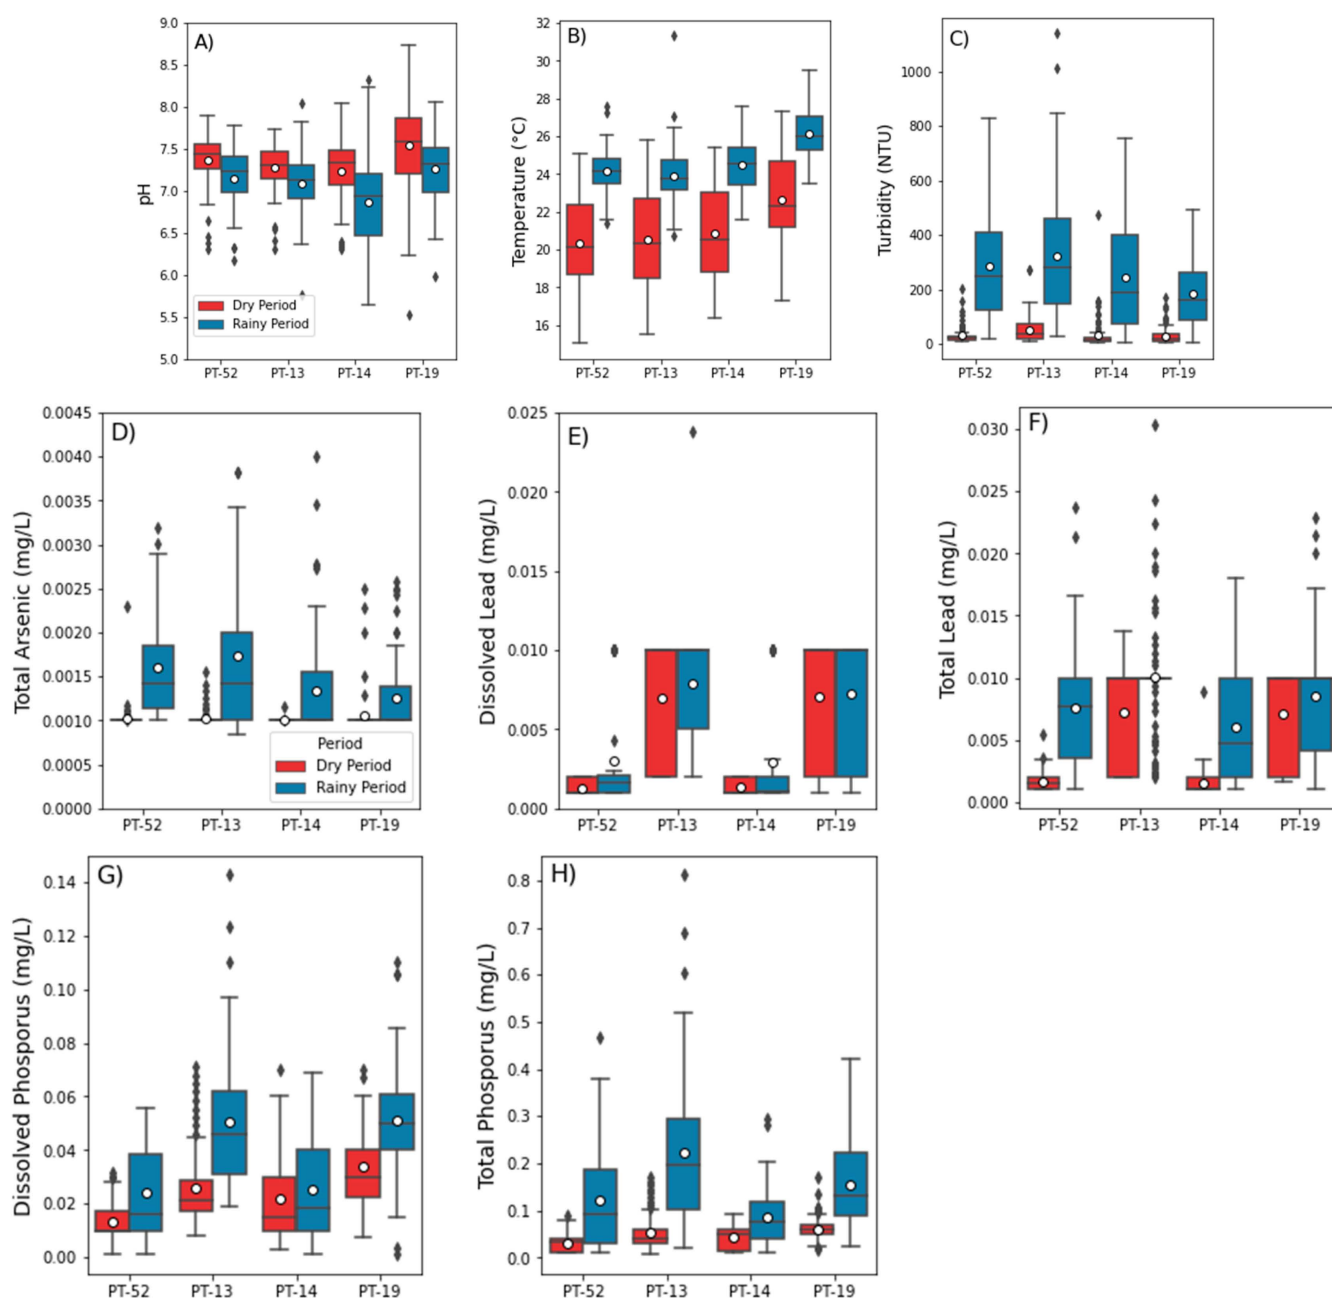 A)
pH
9.0
8.5
8.0
7.5
7.0
6.5
6.0
5.5
5.0
Dry Period
Rainy Period
PT-52 PT-13 PT-14 PT-19
B)
Temperature (°C)
32
30
28
26
24
22
20
18
16
PT-52 PT-13 PT-14 PT-19
C)
Turbidity (NTU)
1000
800
600
400
200
0
PT-52 PT-13 PT-14 PT-19
D)
Total Arsenic (mg/L)
0.0045
0.0040
0.0035
0.0030
0.0025
0.0020
0.0015
0.0010
0.0005
0.0000
Period
Dry Period
Rainy Period
PT-52 PT-13 PT-14 PT-19
E)
Dissolved Lead (mg/L)
0.025
0.020
0.015
0.010
0.005
0.000
PT-52 PT-13 PT-14 PT-19
F)
Total Lead (mg/L)
0.030
0.025
0.020
0.015
0.010
0.005
0.000
PT-52 PT-13 PT-14 PT-19
G)
Dissolved Phosporus (mg/L)
0.14
0.12
0.10
0.08
0.06
0.04
0.02
0.00
PT-52 PT-13 PT-14 PT-19
H)
Total Phosporus (mg/L)
0.8
0.7
0.6
0.5
0.4
0.3
0.2
0.1
0.0
PT-52 PT-13 PT-14 PT-19